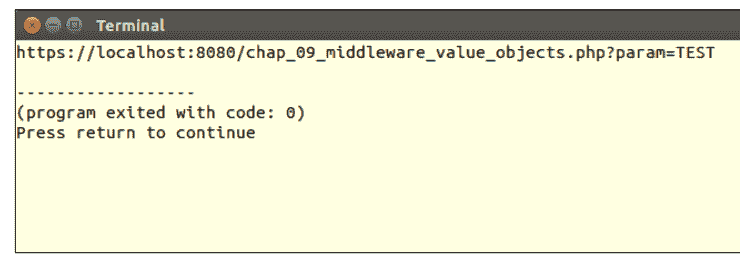 Terminal
https://localhost:8080/chap_09_middleware_value_objects.php?param=TEST
------------------
(program exited with code: 0)
Press return to continue